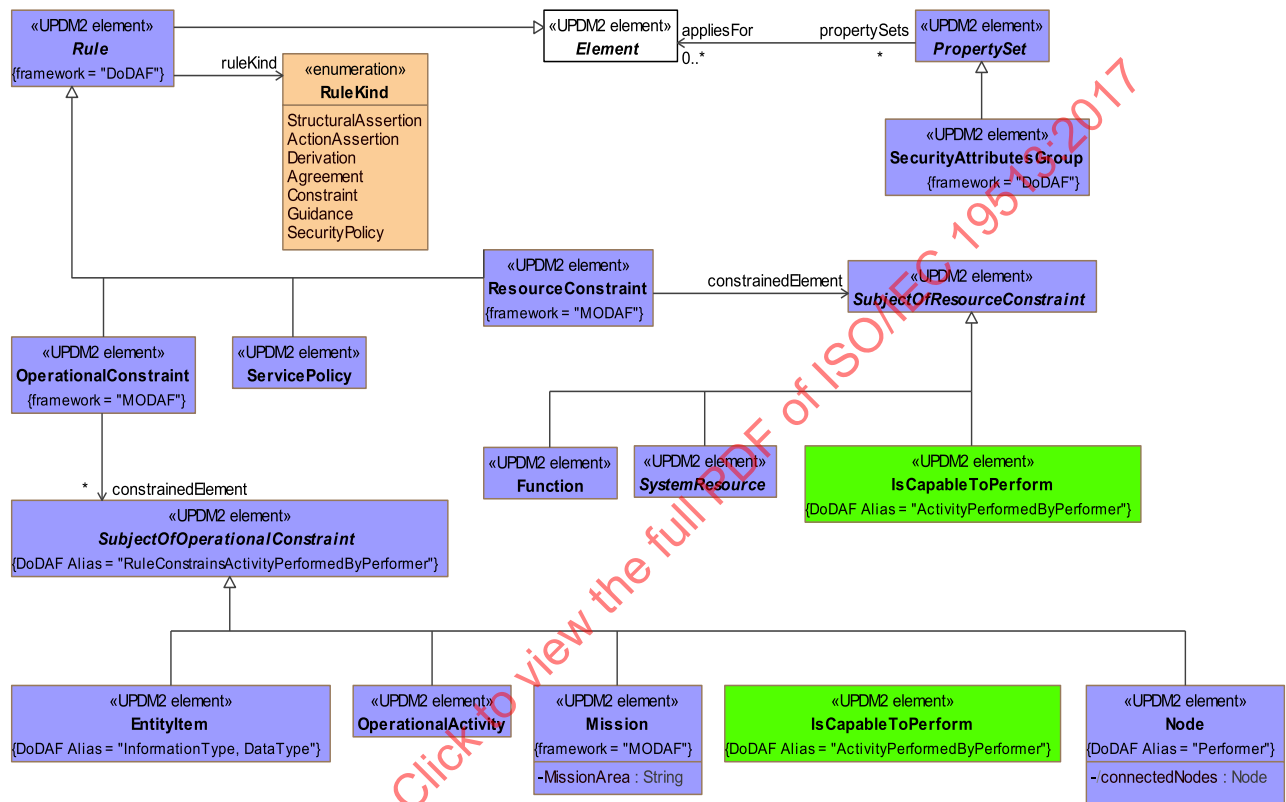 «UPDM2 element»
Rule
{framework = "DoDAF"}
ruleKind
«enumeration»
RuleKind
StructuralAssertion
ActionAssertion
Derivation
Agreement
Constraint
Guidance
SecurityPolicy
«UPDM2 element»
Element
appliesFor
0..*
propertySets
*
«UPDM2 element»
PropertySet
«UPDM2 element»
SecurityAttributesGroup
{framework = "DoDAF"}
«UPDM2 element»
ResourceConstraint
{framework = "MODAF"}
constrainedElement
«UPDM2 element»
SubjectOfResourceConstraint
«UPDM2 element»
OperationalConstraint
{framework = "MODAF"}
«UPDM2 element»
ServicePolicy
«UPDM2 element»
Function
«UPDM2 element»
SystemResource
«UPDM2 element»
IsCapableToPerform
{DoDAF Alias = "ActivityPerformedByPerformer"}
* constrainedElement
«UPDM2 element»
SubjectOfOperationalConstraint
{DoDAF Alias = "RuleConstrainsActivityPerformedByPerformer"}
«UPDM2 element»
EntityItem
{DoDAF Alias = "InformationType, DataType"}
«UPDM2 element»
OperationalActivity
«UPDM2 element»
Mission
{framework = "MODAF"}
-MissionArea : String
«UPDM2 element»
IsCapableToPerform
{DoDAF Alias = "ActivityPerformedByPerformer"}
«UPDM2 element»
Node
{DoDAF Alias = "Performer"}
-/connectedNodes : Node
Click to view the full PDF of ISO/IEC 19513:2017